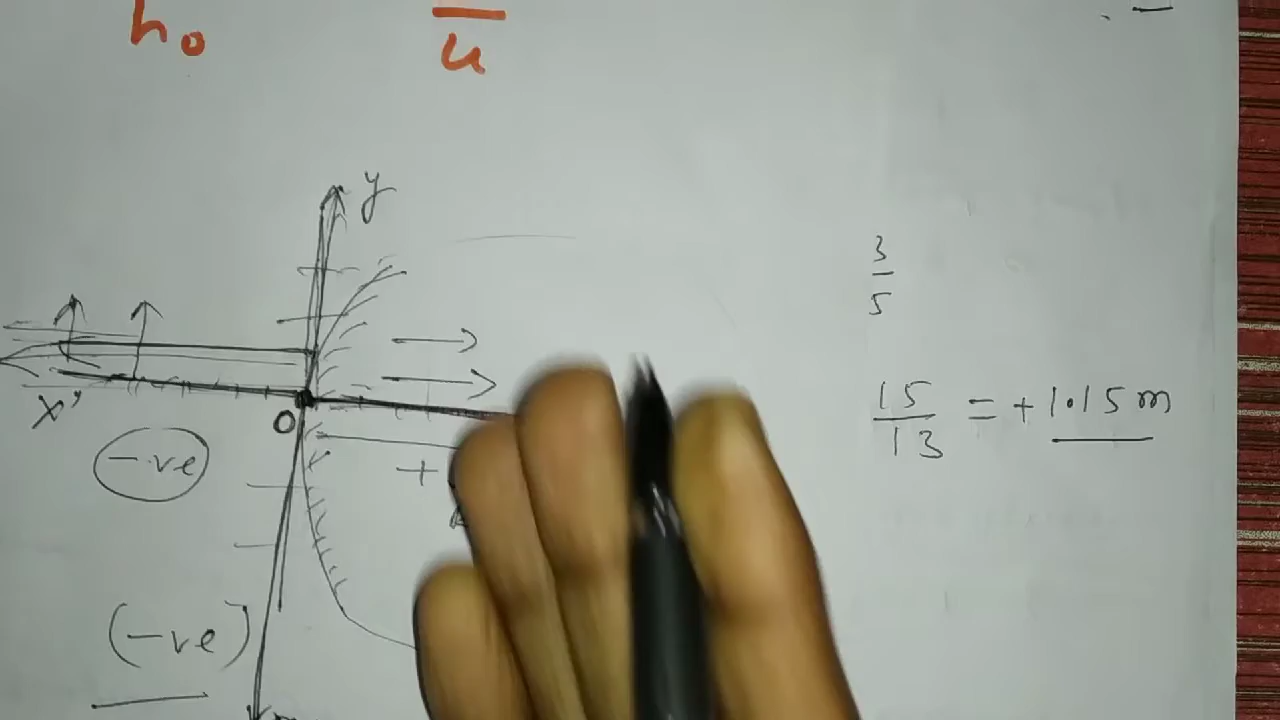 h₀
—
u
y
3
—
5
X'
O
15/13 = + 1.15 m
-ve
+
(-ve)